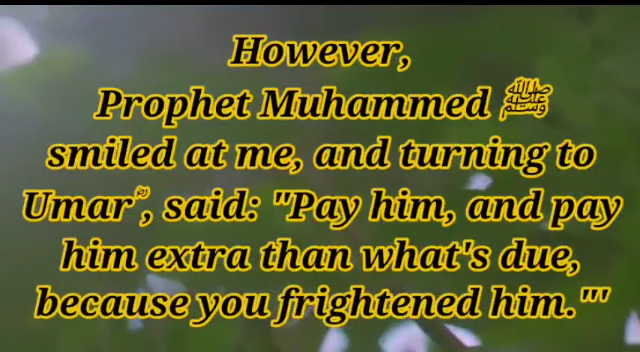 However,
Prophet Muhammed ﷺ
smiled at me, and turning to
Umarؓ, said: "Pay him, and pay
him extra than what's due,
because you frightened him."'